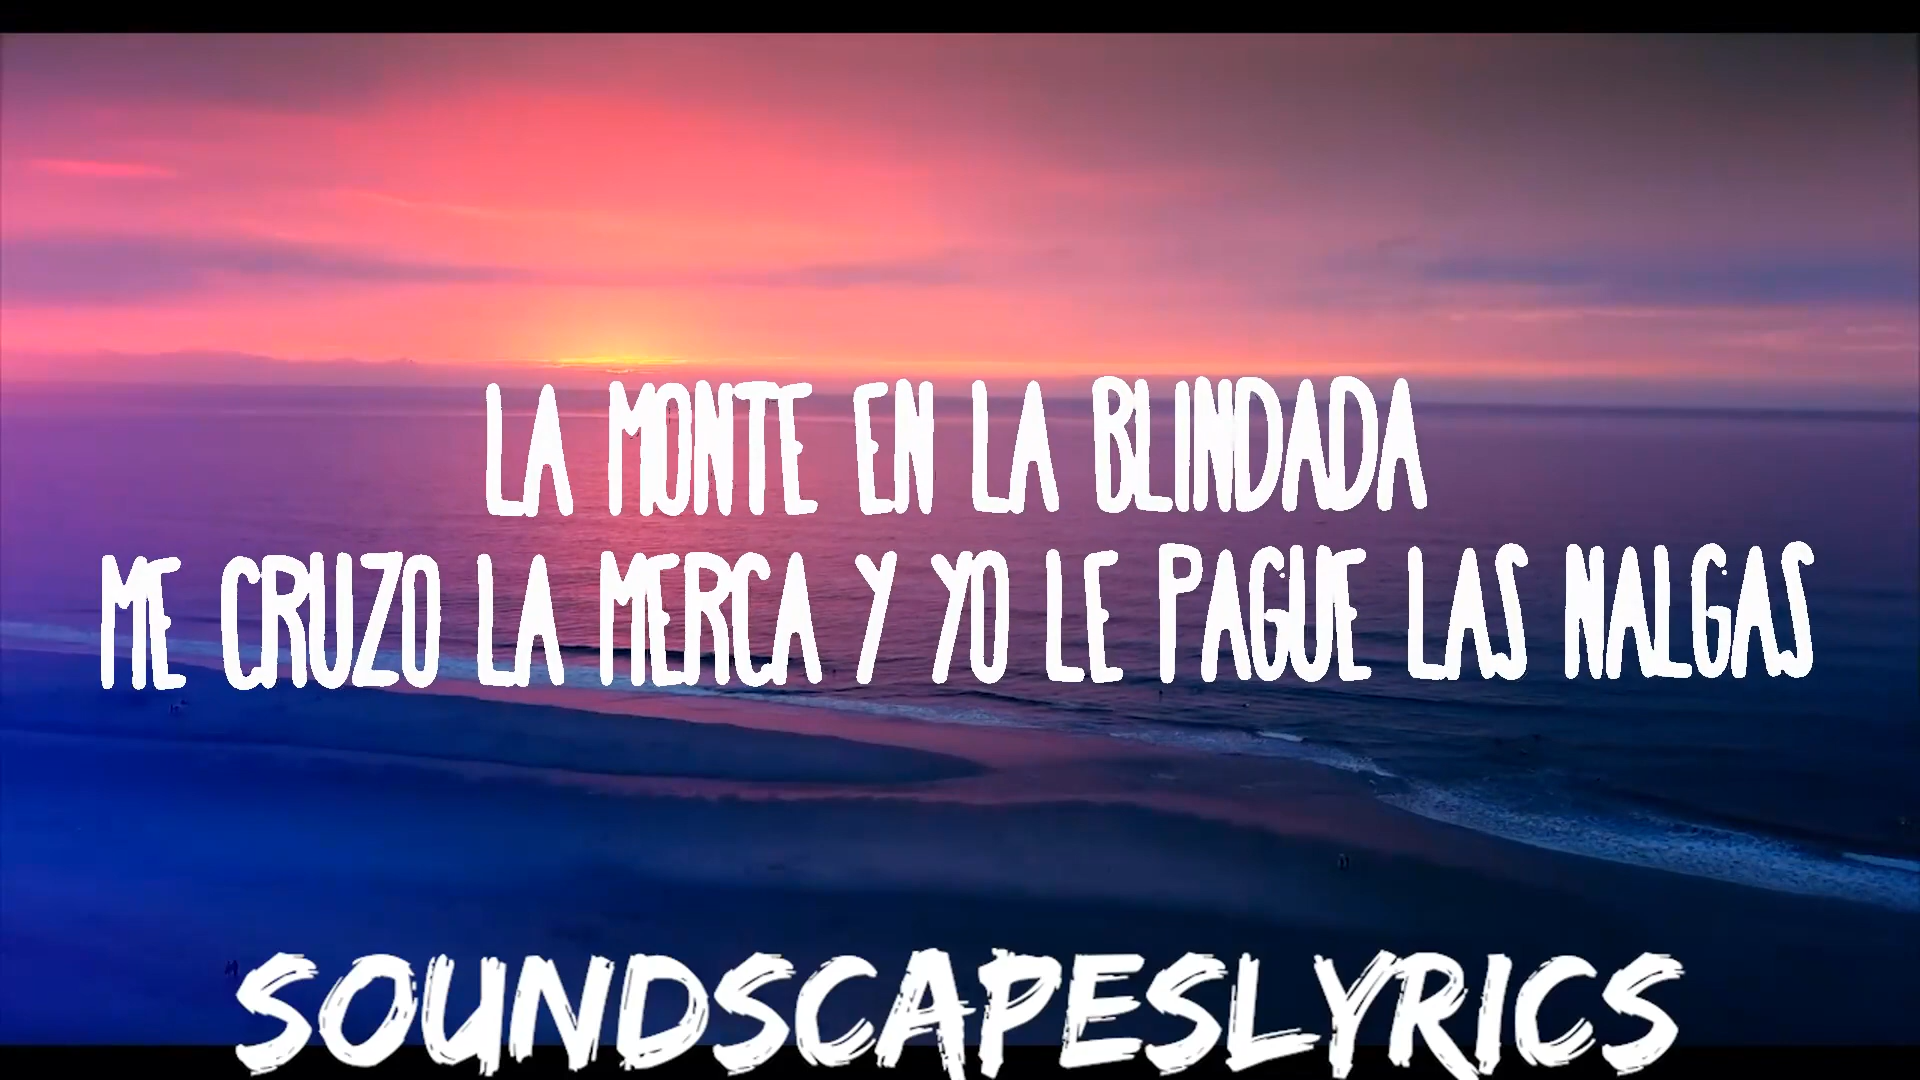 LA MONTE EN LA BLINDADA
ME CRUZO LA MERCA Y YO LE PAGUE LAS NALGAS
SOUNDSCAPESLYRICS